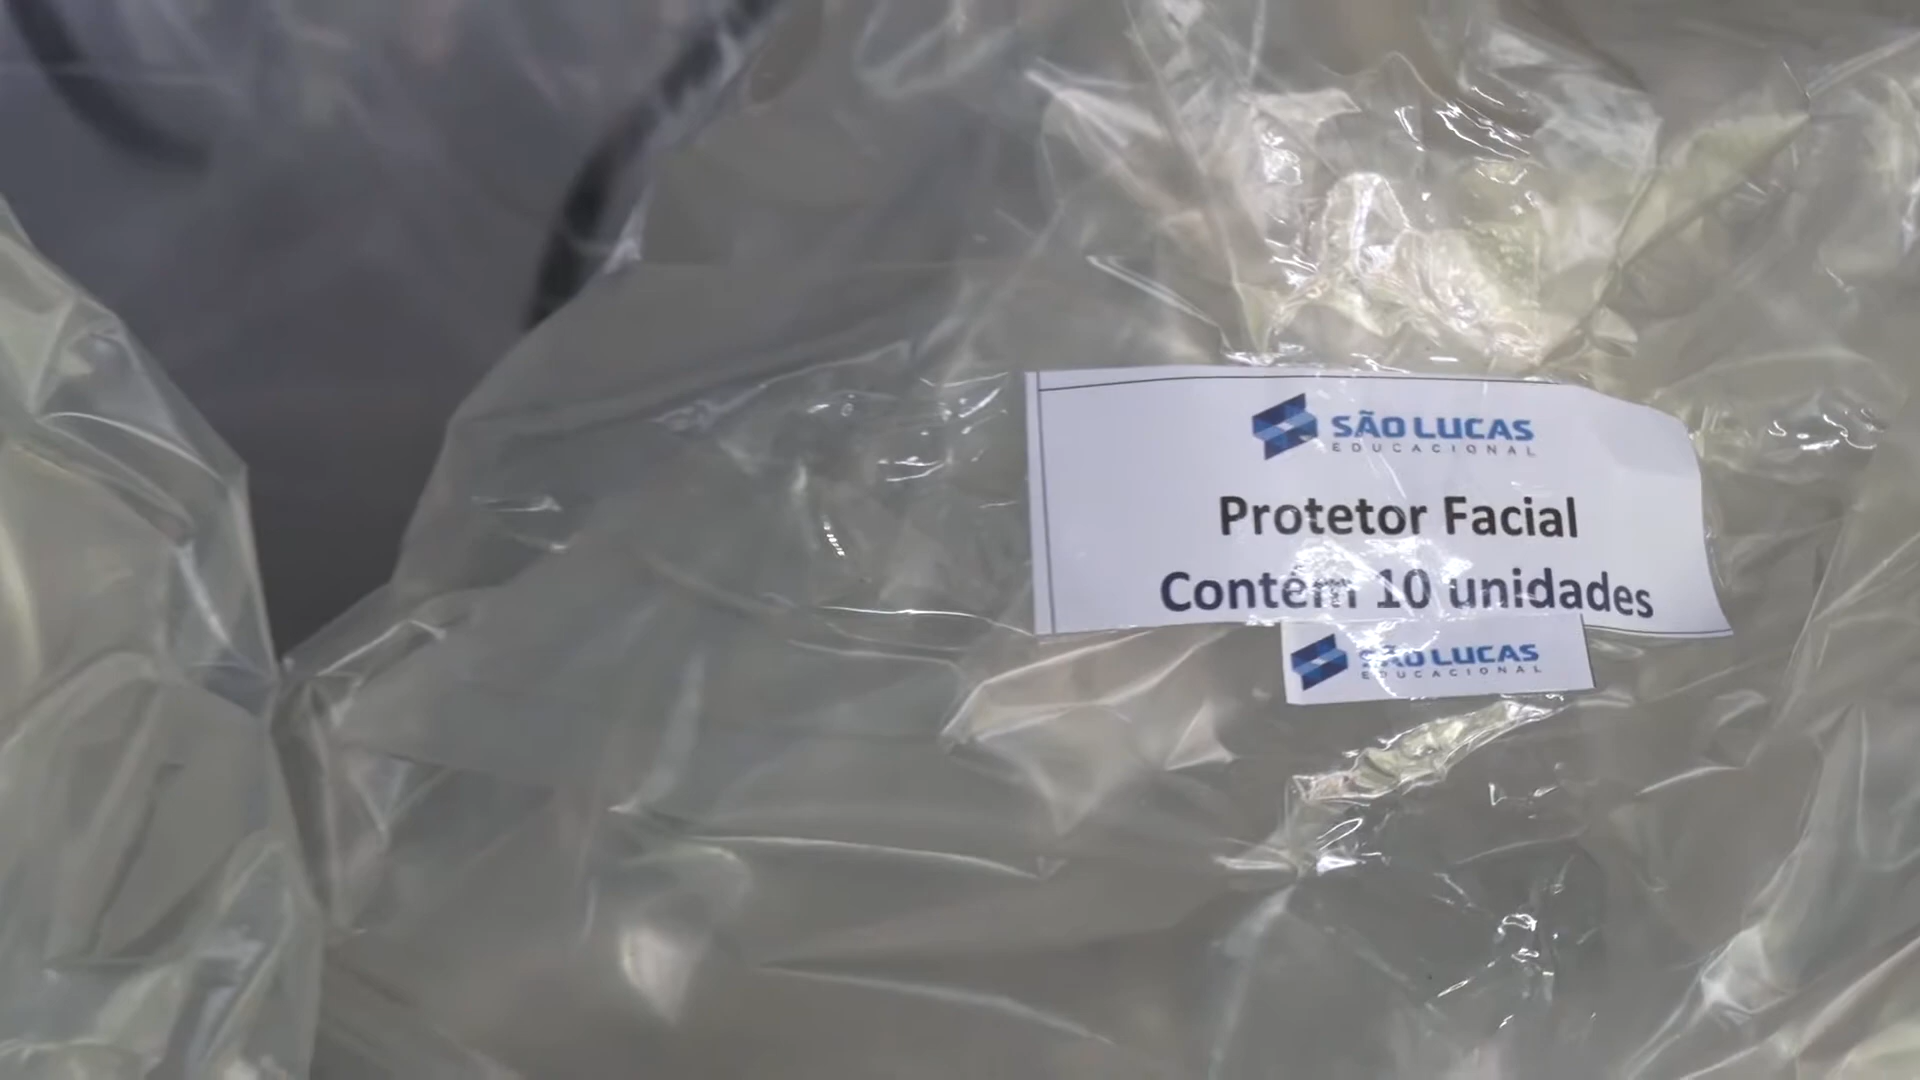 SÃO LUCAS
EDUCACIONAL
Protetor Facial
Contém 10 unidades
SÃO LUCAS
EDUCACIONAL